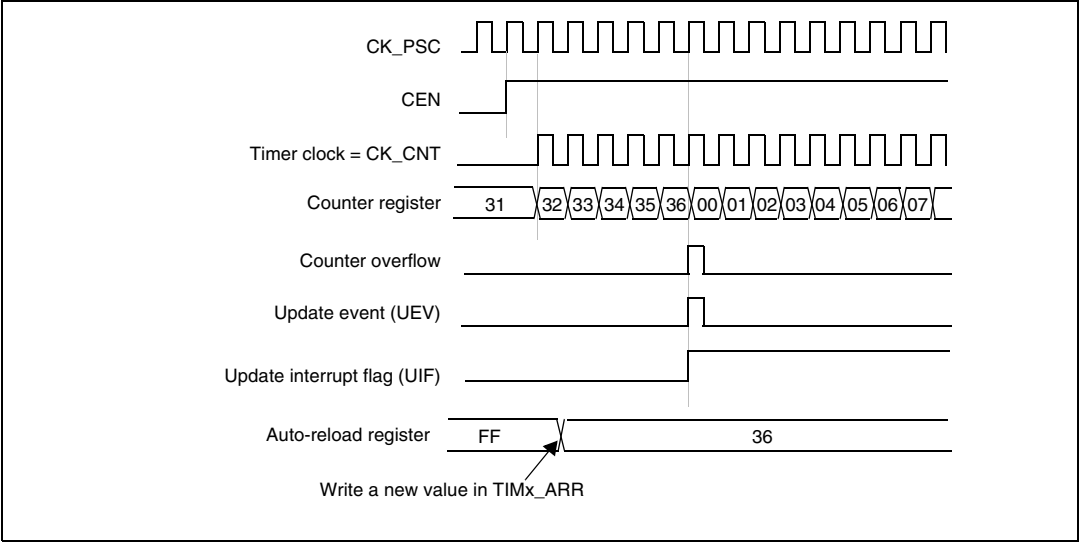 CK_PSC
CEN
Timer clock = CK_CNT
Counter register 31 32 33 34 35 36 00 01 02 03 04 05 06 07
Counter overflow
Update event (UEV)
Update interrupt flag (UIF)
Auto-reload register FF 36
Write a new value in TIMx_ARR